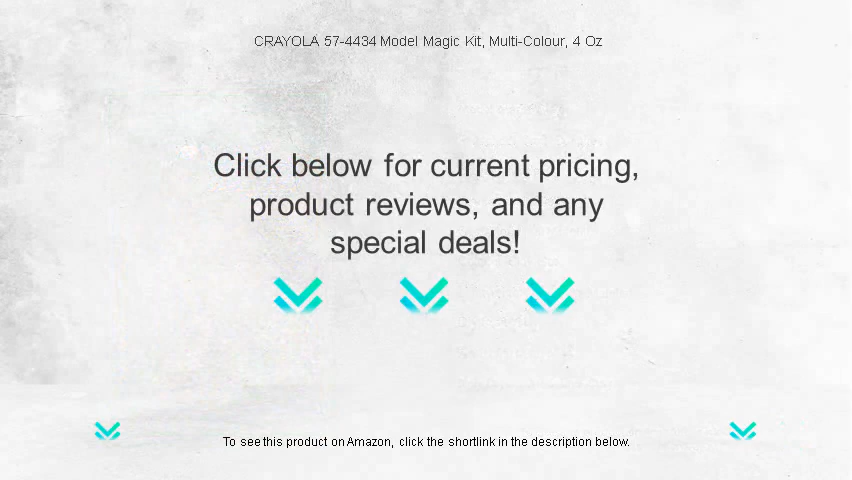 CRAYOLA 57-4434 Model Magic Kit, Multi-Colour, 4 Oz
Click below for current pricing,
product reviews, and any
special deals!
To see this product on Amazon, click the shortlink in the description below.